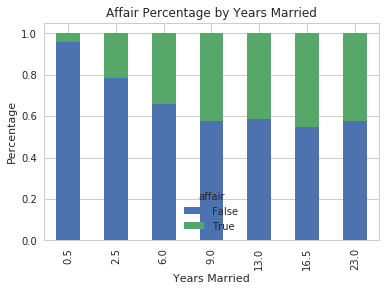 Affair Percentage by Years Married
Percentage
1.0
0.8
0.6
0.4
0.2
0.0
affair
False
True
0.5
2.5
6.0
9.0
13.0
16.5
23.0
Years Married